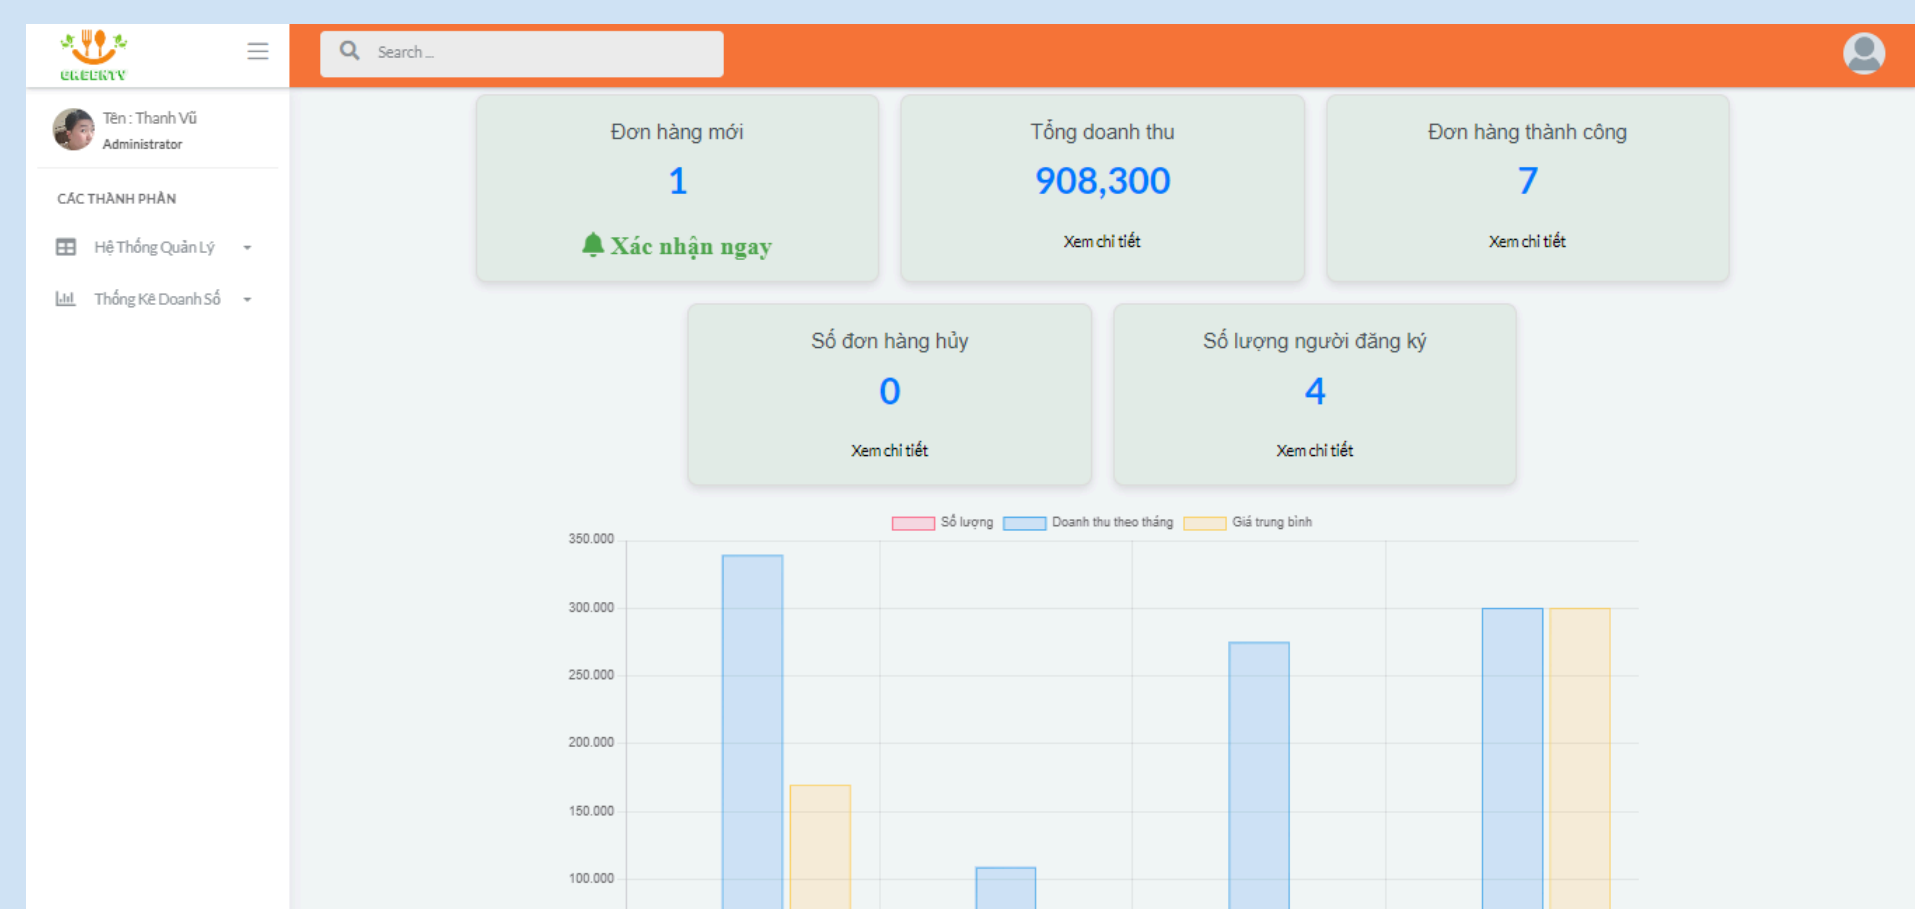 GREENTY
Search ...
Tên : Thanh Vũ
Administrator
CÁC THÀNH PHẦN
Hệ Thống Quản Lý
Thống Kê Doanh Số
Đơn hàng mới
1
Xác nhận ngay
Tổng doanh thu
908,300
Xem chi tiết
Đơn hàng thành công
7
Xem chi tiết
Số đơn hàng hủy
0
Xem chi tiết
Số lượng người đăng ký
4
Xem chi tiết
Số lượng Doanh thu theo tháng Giá trung bình
350.000
300.000
250.000
200.000
150.000
100.000